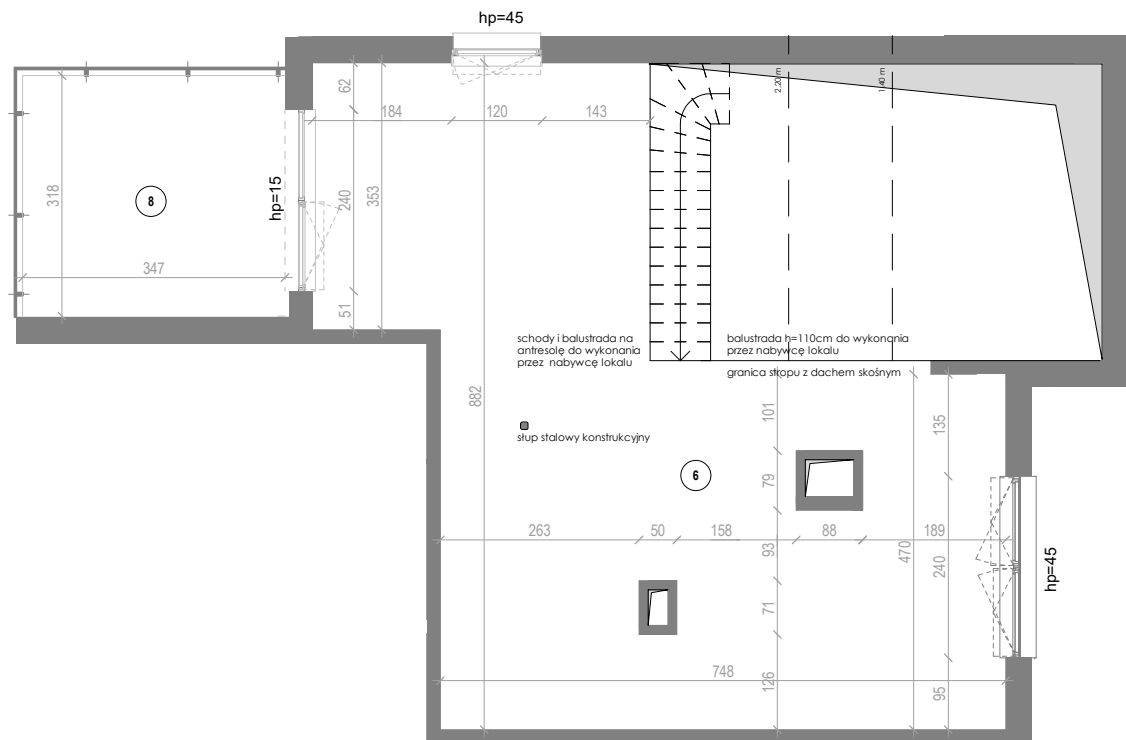 hp=45
62
184
120
143
2.20 m
1.40 m
318
8
hp=15
240
353
347
51
schody i balustrada na
antresolę do wykonania
przez nabywcę lokalu
balustrada h=110cm do wykonania
przez nabywcę lokalu
granica stropu z dachem skośnym
882
101
135
słup stalowy konstrukcyjny
6
79
263
50
158
93
88
470
189
240
hp=45
71
748
126
95